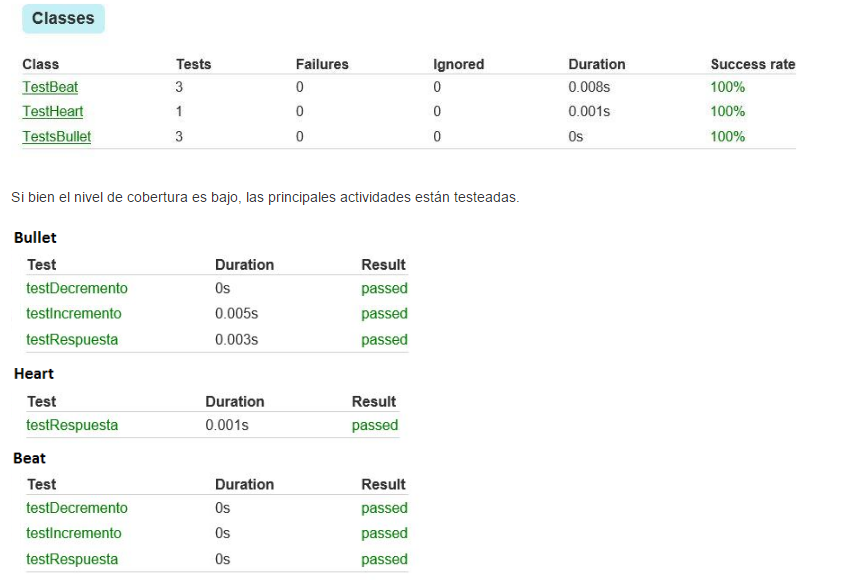 Classes
Class Tests Failures Ignored Duration Success rate
TestBeat 3 0 0 0.008s 100%
TestHeart 1 0 0 0.001s 100%
TestsBullet 3 0 0 0s 100%
Si bien el nivel de cobertura es bajo, las principales actividades están testeadas.
Bullet
Test Duration Result
testDecremento 0s passed
testIncremento 0.005s passed
testRespuesta 0.003s passed
Heart
Test Duration Result
testRespuesta 0.001s passed
Beat
Test Duration Result
testDecremento 0s passed
testIncremento 0s passed
testRespuesta 0s passed